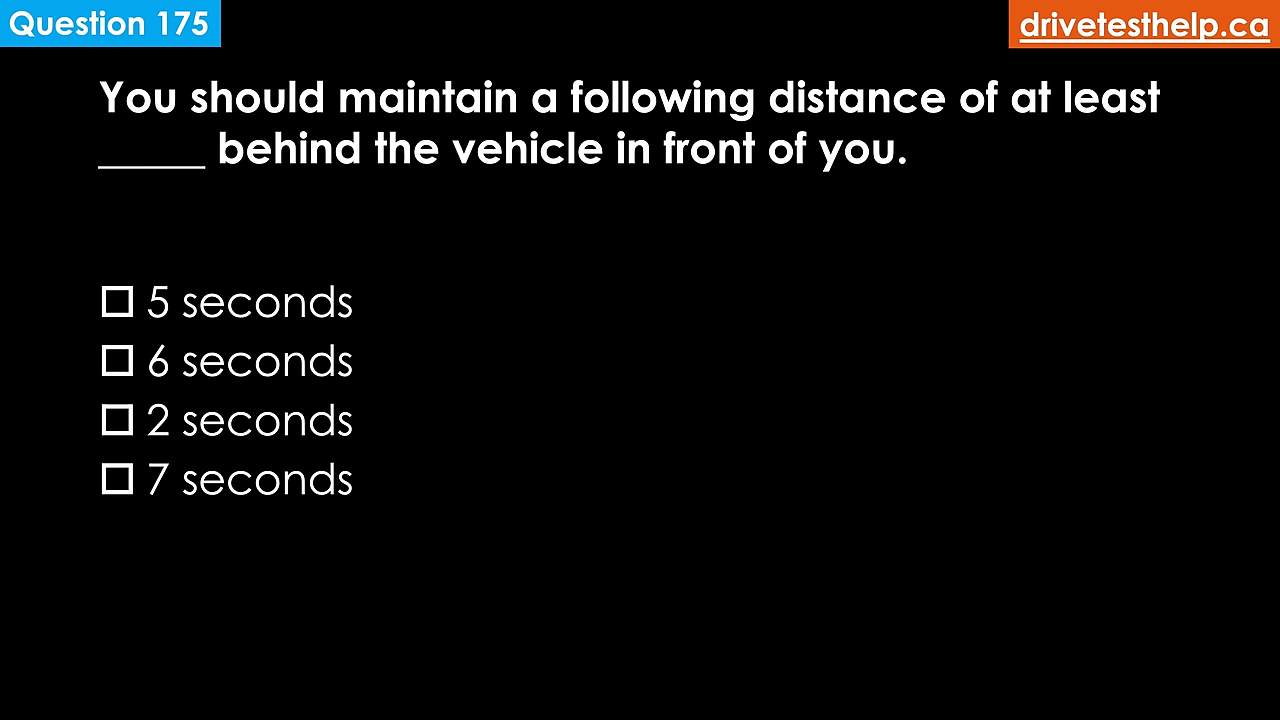 Question 175
drivetesthelp.ca
You should maintain a following distance of at least
_____ behind the vehicle in front of you.
☐ 5 seconds
☐ 6 seconds
☐ 2 seconds
☐ 7 seconds